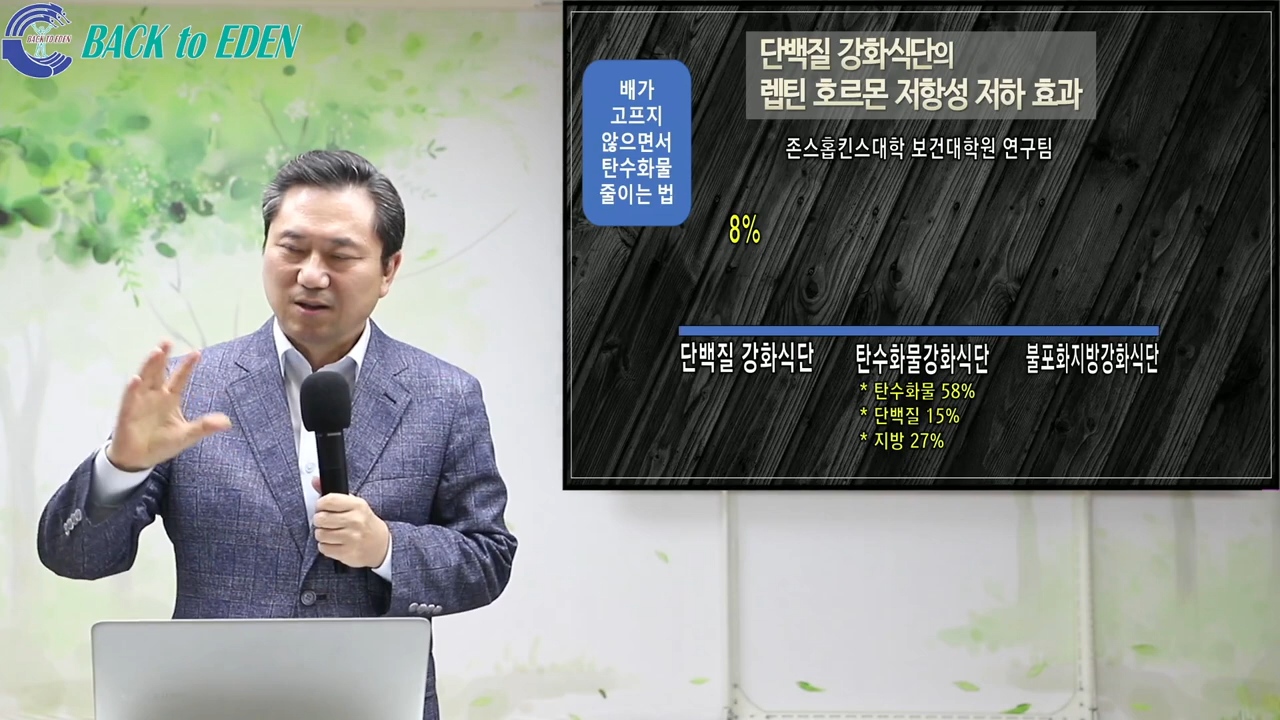 BACK TO EDEN
BACK to EDEN
배가
고프지
않으면서
탄수화물
줄이는 법
단백질 강화식단의
렙틴 호르몬 저항성 저하 효과
존스홉킨스대학 보건대학원 연구팀
8%
단백질 강화식단
탄수화물강화식단
불포화지방강화식단
* 탄수화물 58%
* 단백질 15%
* 지방 27%